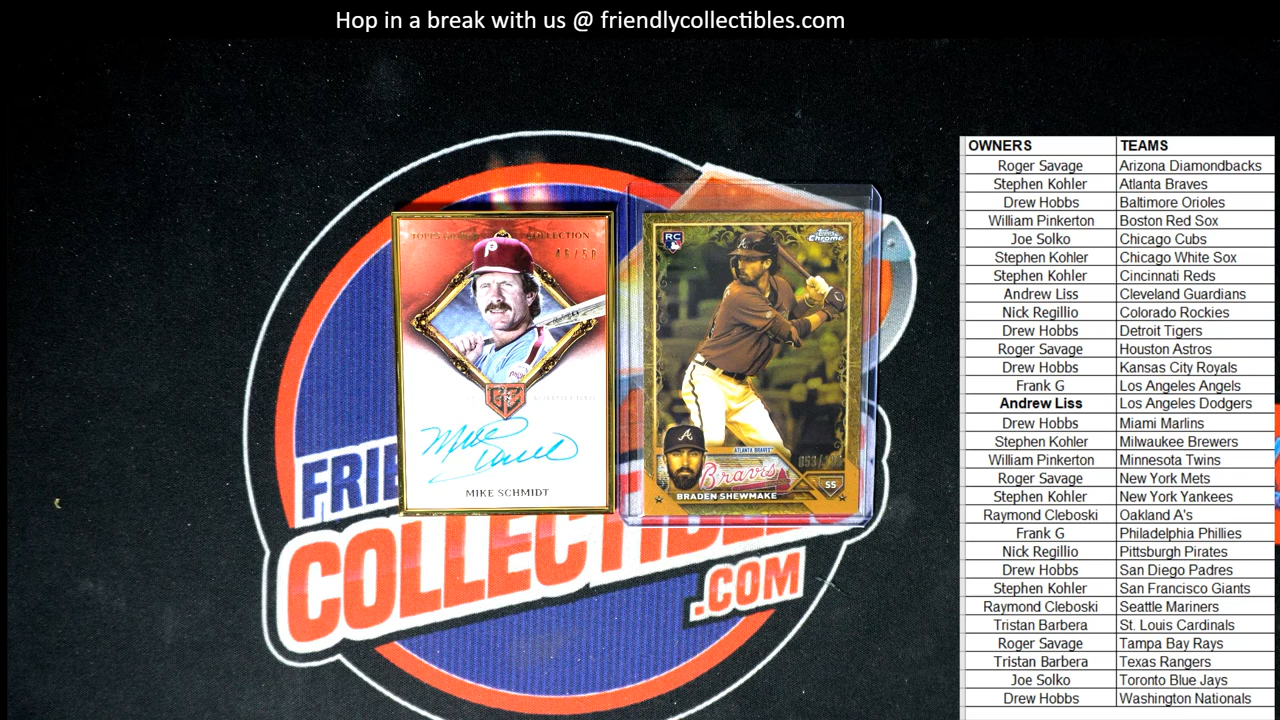 Hop in a break with us @ friendlycollectibles.com
OWNERS TEAMS
Roger Savage Arizona Diamondbacks
Stephen Kohler Atlanta Braves
Drew Hobbs Baltimore Orioles
William Pinkerton Boston Red Sox
Joe Solko Chicago Cubs
Stephen Kohler Chicago White Sox
Stephen Kohler Cincinnati Reds
Andrew Liss Cleveland Guardians
Nick Regillio Colorado Rockies
Drew Hobbs Detroit Tigers
Roger Savage Houston Astros
Drew Hobbs Kansas City Royals
Frank G Los Angeles Angels
Andrew Liss Los Angeles Dodgers
Drew Hobbs Miami Marlins
Stephen Kohler Milwaukee Brewers
William Pinkerton Minnesota Twins
Roger Savage New York Mets
Stephen Kohler New York Yankees
Raymond Cleboski Oakland A's
Frank G Philadelphia Phillies
Nick Regillio Pittsburgh Pirates
Drew Hobbs San Diego Padres
Stephen Kohler San Francisco Giants
Raymond Cleboski Seattle Mariners
Tristan Barbera St. Louis Cardinals
Roger Savage Tampa Bay Rays
Tristan Barbera Texas Rangers
Joe Solko Toronto Blue Jays
Drew Hobbs Washington Nationals
TOPPS COLLECTION
46/50
P
MIKE SCHMIDT
RC
Topps Chrome
A
ATLANTA BRAVES
Braves
BRADEN SHEWMAKE
SS
FRIE
COLLECTIBLES
.COM